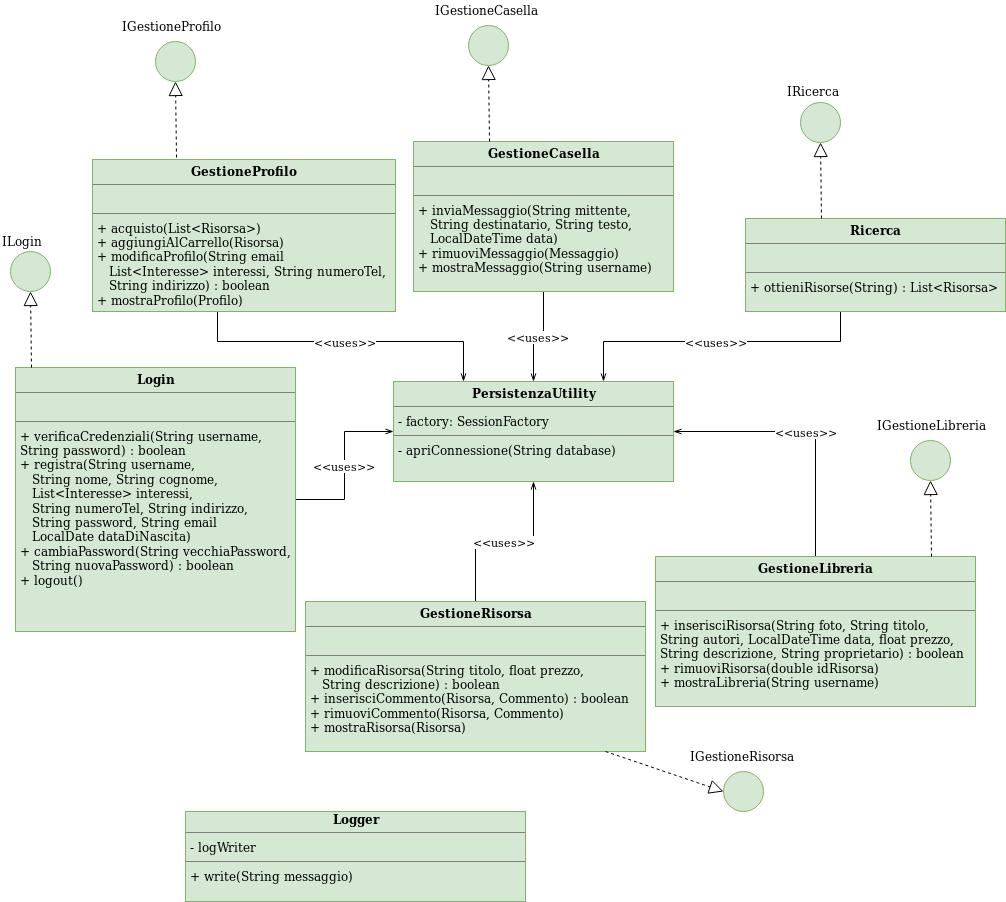 IGestioneCasella
IGestioneProfilo
IRicerca
GestioneCasella
+ inviaMessaggio(String mittente,
String destinatario, String testo,
LocalDateTime data)
+ rimuoviMessaggio(Messaggio)
+ mostraMessaggio(String username)
GestioneProfilo
+ acquisto(List<Risorsa>)
+ aggiungiAlCarrello(Risorsa)
+ modificaProfilo(String email
List<Interesse> interessi, String numeroTel,
String indirizzo) : boolean
+ mostraProfilo(Profilo)
Ricerca
+ ottieniRisorse(String) : List<Risorsa>
ILogin
<<uses>>
<<uses>>
<<uses>>
Login
+ verificaCredenziali(String username,
String password) : boolean
+ registra(String username,
String nome, String cognome,
List<Interesse> interessi,
String numeroTel, String indirizzo,
String password, String email
LocalDate dataDiNascita)
+ cambiaPassword(String vecchiaPassword,
String nuovaPassword) : boolean
+ logout()
PersistenzaUtility
- factory: SessionFactory
- apriConnessione(String database)
<<uses>>
<<uses>>
IGestioneLibreria
<<uses>>
GestioneLibreria
+ inserisciRisorsa(String foto, String titolo,
String autori, LocalDateTime data, float prezzo,
String descrizione, String proprietario) : boolean
+ rimuoviRisorsa(double idRisorsa)
+ mostraLibreria(String username)
GestioneRisorsa
+ modificaRisorsa(String titolo, float prezzo,
String descrizione) : boolean
+ inserisciCommento(Risorsa, Commento) : boolean
+ rimuoviCommento(Risorsa, Commento)
+ mostraRisorsa(Risorsa)
IGestioneRisorsa
Logger
- logWriter
+ write(String messaggio)